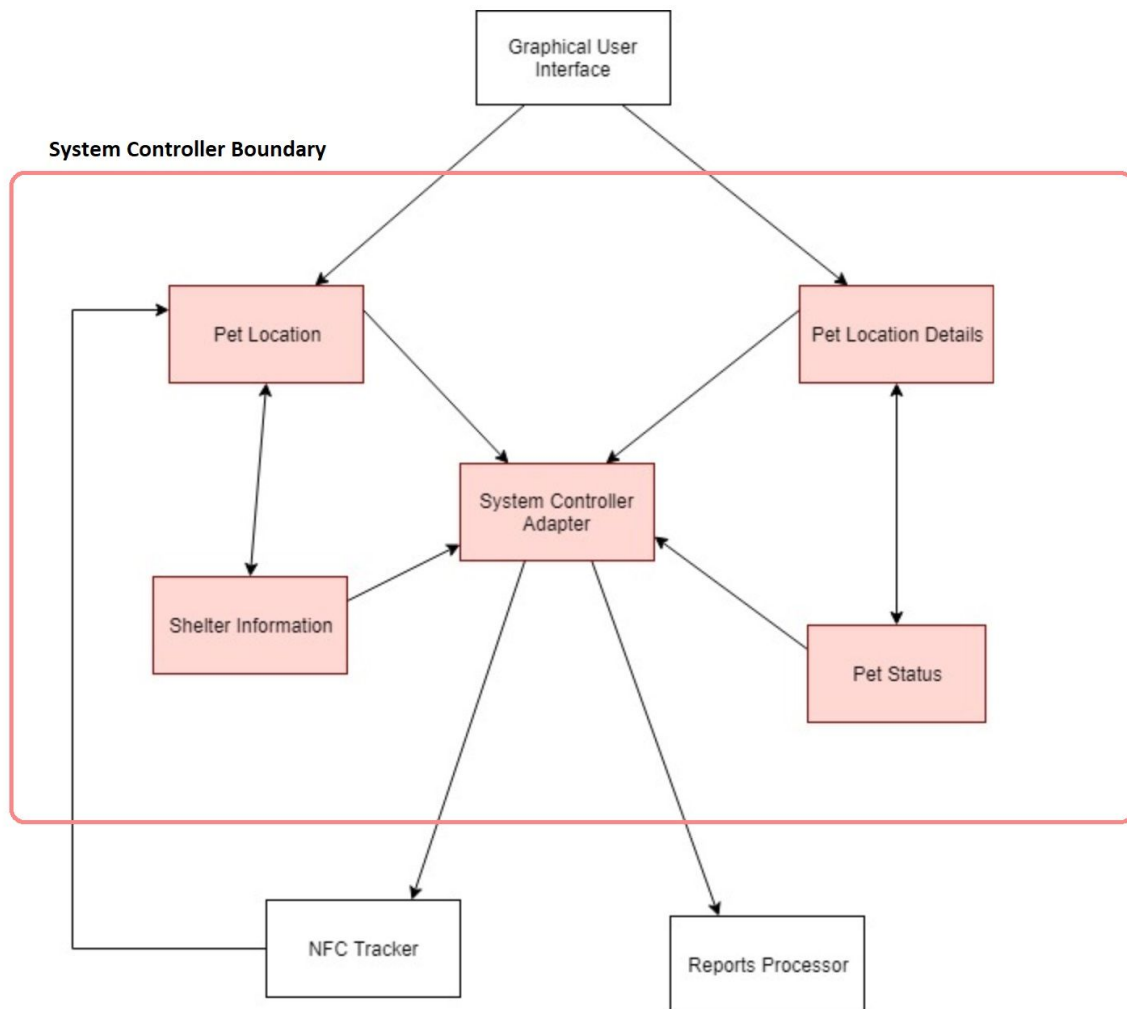 Graphical User
Interface
System Controller Boundary
Pet Location
Pet Location Details
System Controller
Adapter
Shelter Information
Pet Status
NFC Tracker
Reports Processor